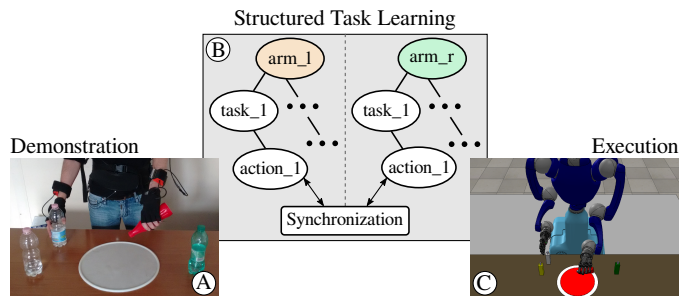 Structured Task Learning
B
arm_l
arm_r
task_1
task_1
Demonstration
Execution
action_1
action_1
Synchronization
A
C